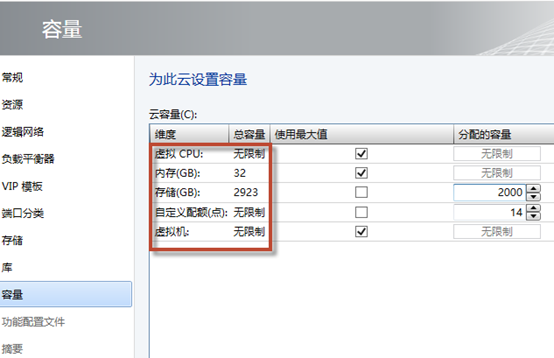 容量
常规
资源
逻辑网络
负载平衡器
VIP 模板
端口分类
存储
库
容量
功能配置文件
摘要
为此云设置容量
云容量(C):
维度 总容量 使用最大值 分配的容量
虚拟 CPU: 无限制 无限制
内存(GB): 32 无限制
存储(GB): 2923 2000
自定义配额(点): 无限制 14
虚拟机: 无限制 无限制